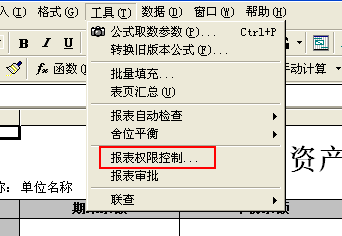 格式(O) 工具(T) 数据(D) 窗口(W) 帮助(H)
公式取数参数(F)... Ctrl+P
转换旧版本公式(F)...
fx 函数( 手动计算
批量填充...
表页汇总(U)
报表自动检查
舍位平衡
报表权限控制... 资产
报表审批
称: 单位名称
联查